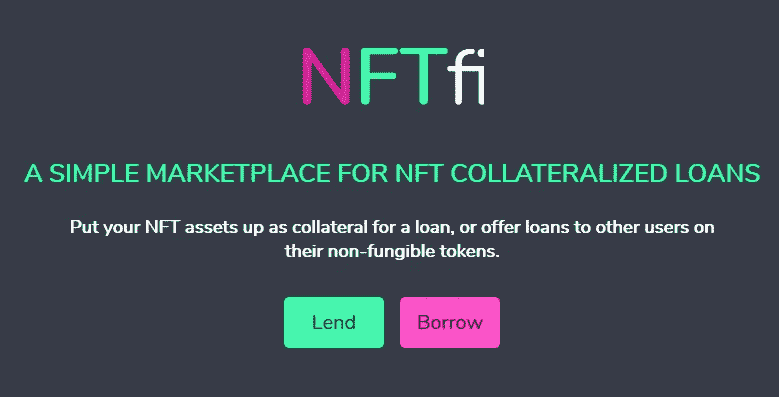 NFTfi
A SIMPLE MARKETPLACE FOR NFT COLLATERALIZED LOANS
Put your NFT assets up as collateral for a loan, or offer loans to other users on
their non-fungible tokens.
Lend Borrow